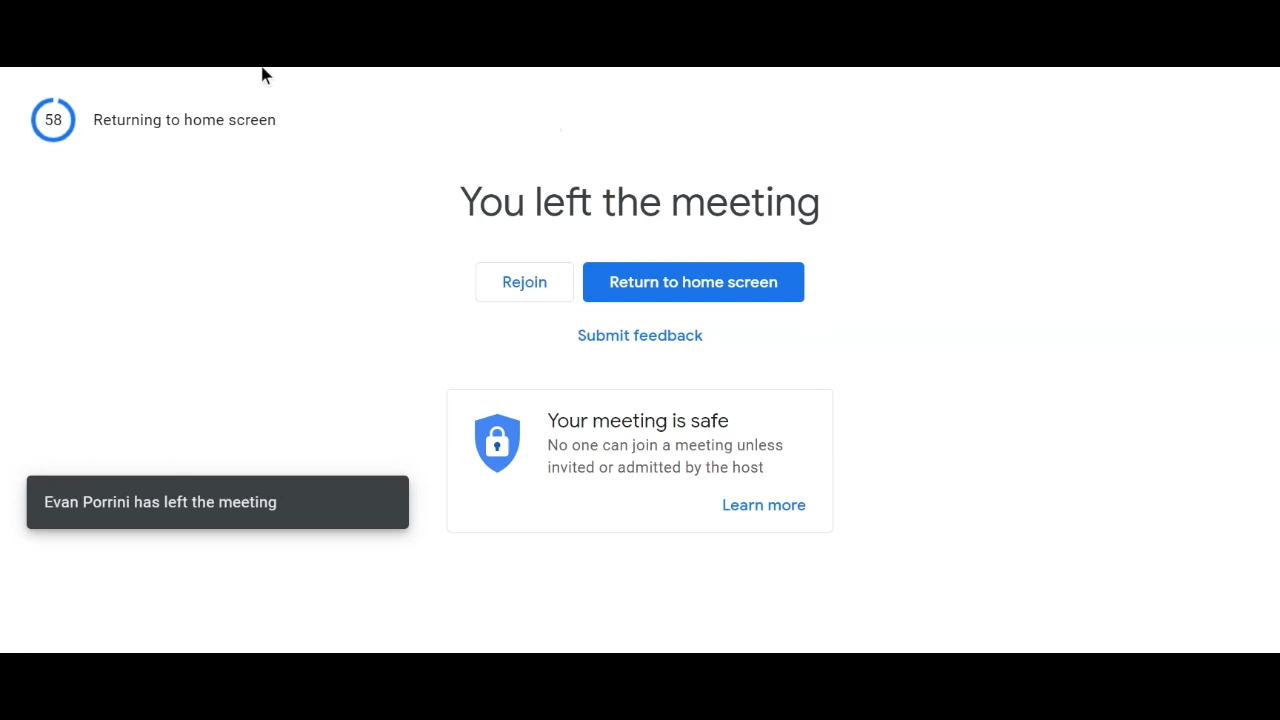 58 Returning to home screen
You left the meeting
Rejoin Return to home screen
Submit feedback
Your meeting is safe
No one can join a meeting unless
invited or admitted by the host
Learn more
Evan Porrini has left the meeting